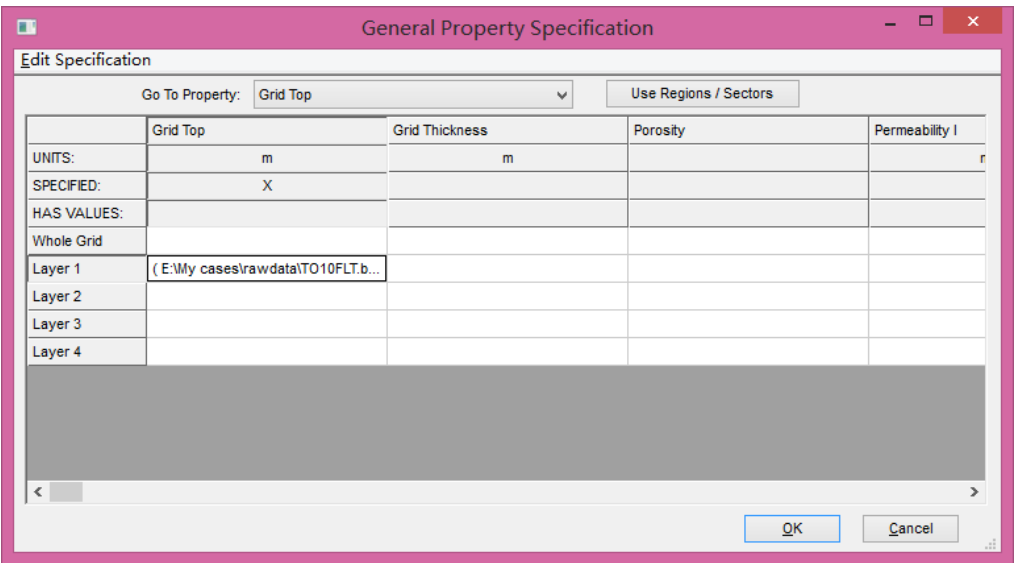 General Property Specification
Edit Specification
Go To Property: Grid Top Use Regions / Sectors
Grid Top Grid Thickness Porosity Permeability I
UNITS: m m
SPECIFIED: X
HAS VALUES:
Whole Grid
Layer 1 ( E:\My cases\rawdata\TO10FLT.b...
Layer 2
Layer 3
Layer 4
OK Cancel